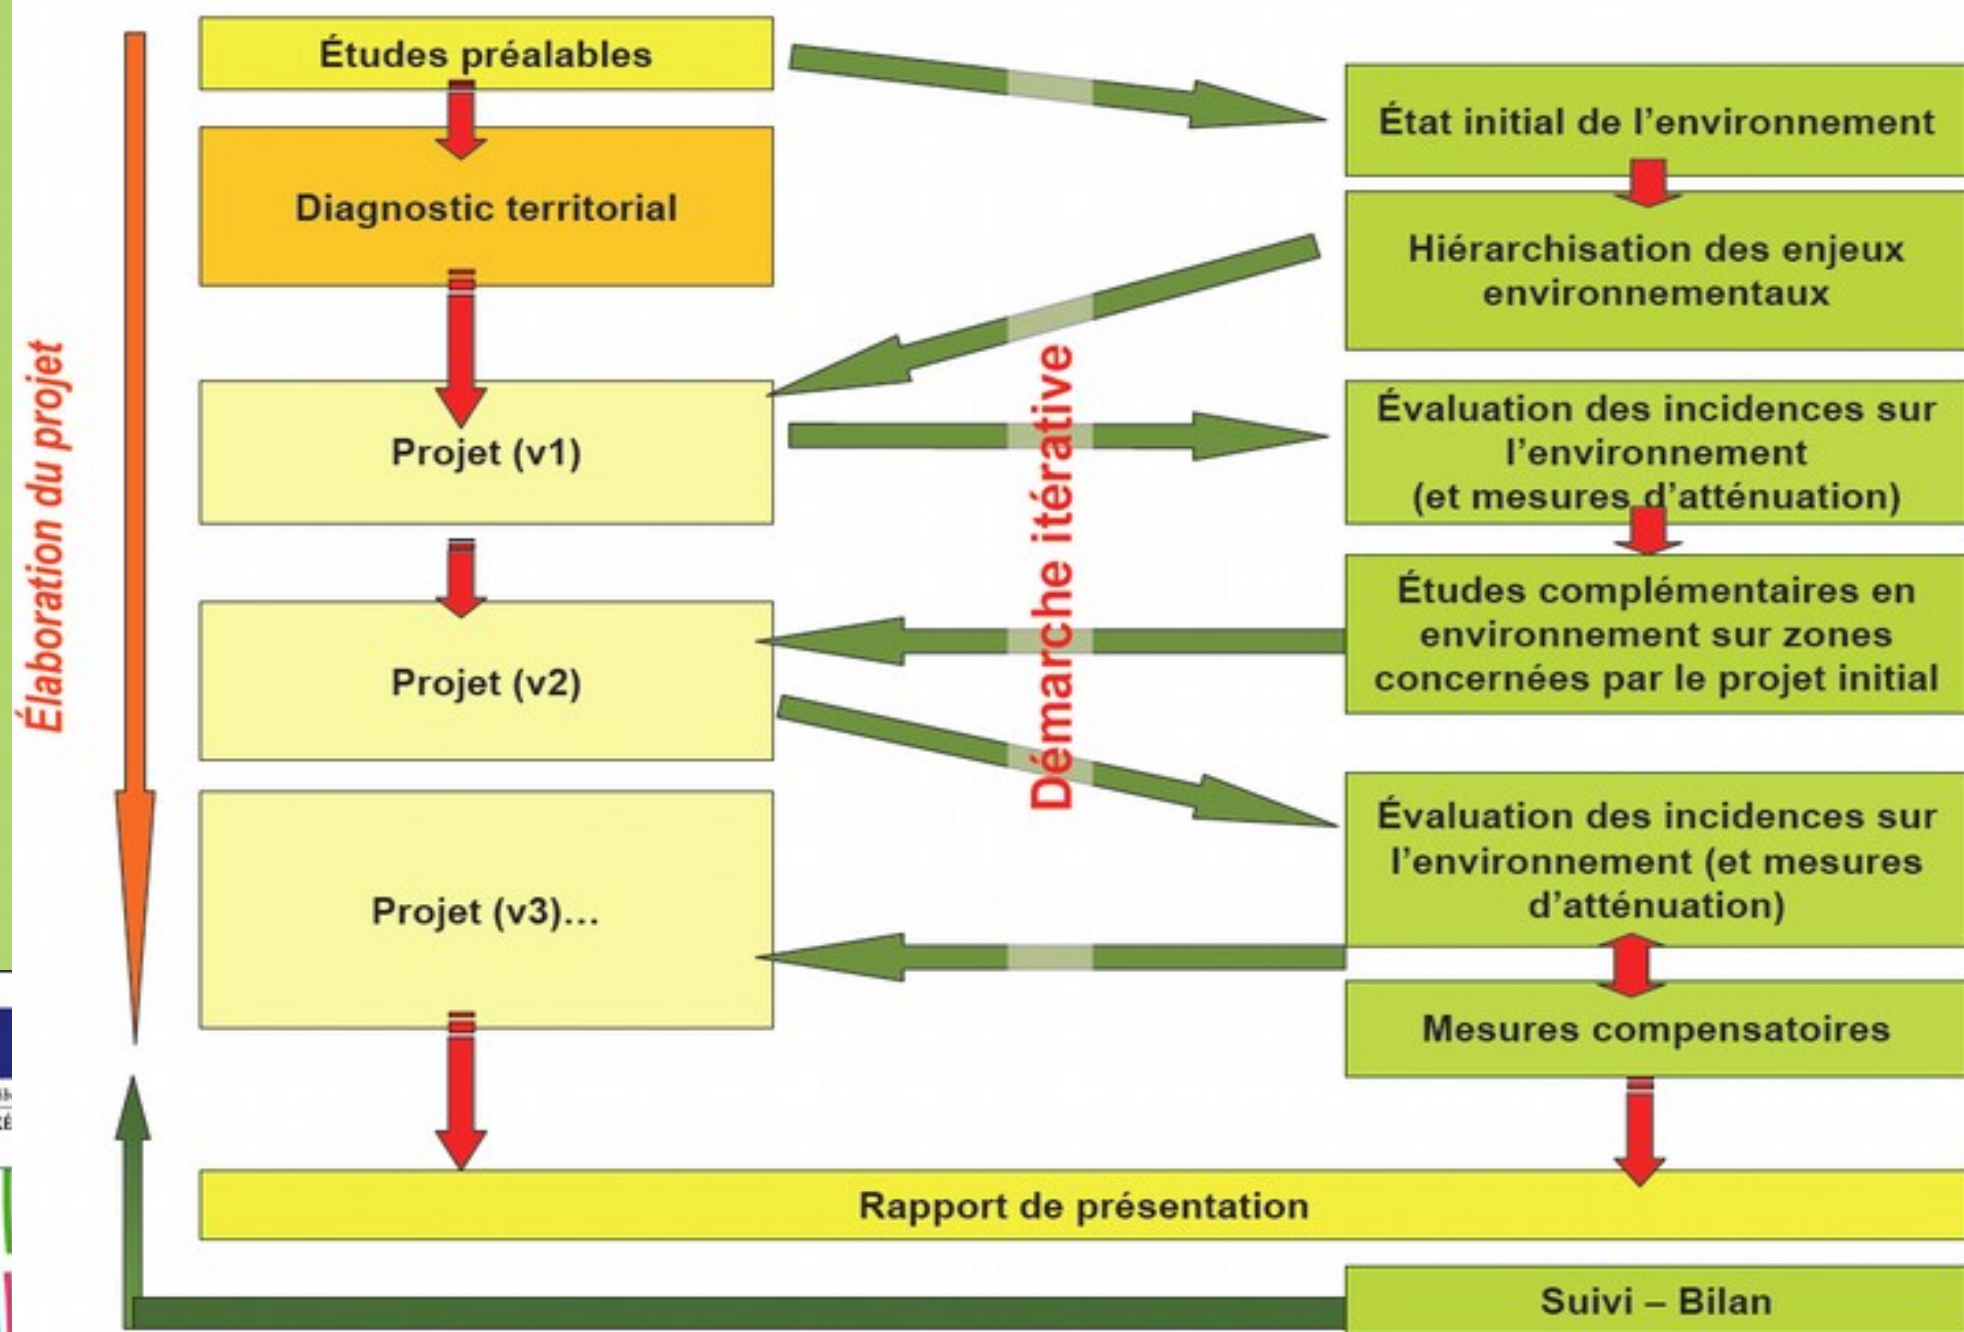 Études préalables
Diagnostic territorial
Élaboration du projet
Projet (v1)
Projet (v2)
Projet (v3)…
Démarche itérative
État initial de l’environnement
Hiérarchisation des enjeux
environnementaux
Évaluation des incidences sur
l’environnement
(et mesures d’atténuation)
Études complémentaires en
environnement sur zones
concernées par le projet initial
Évaluation des incidences sur
l’environnement (et mesures
d’atténuation)
Mesures compensatoires
Rapport de présentation
Suivi – Bilan